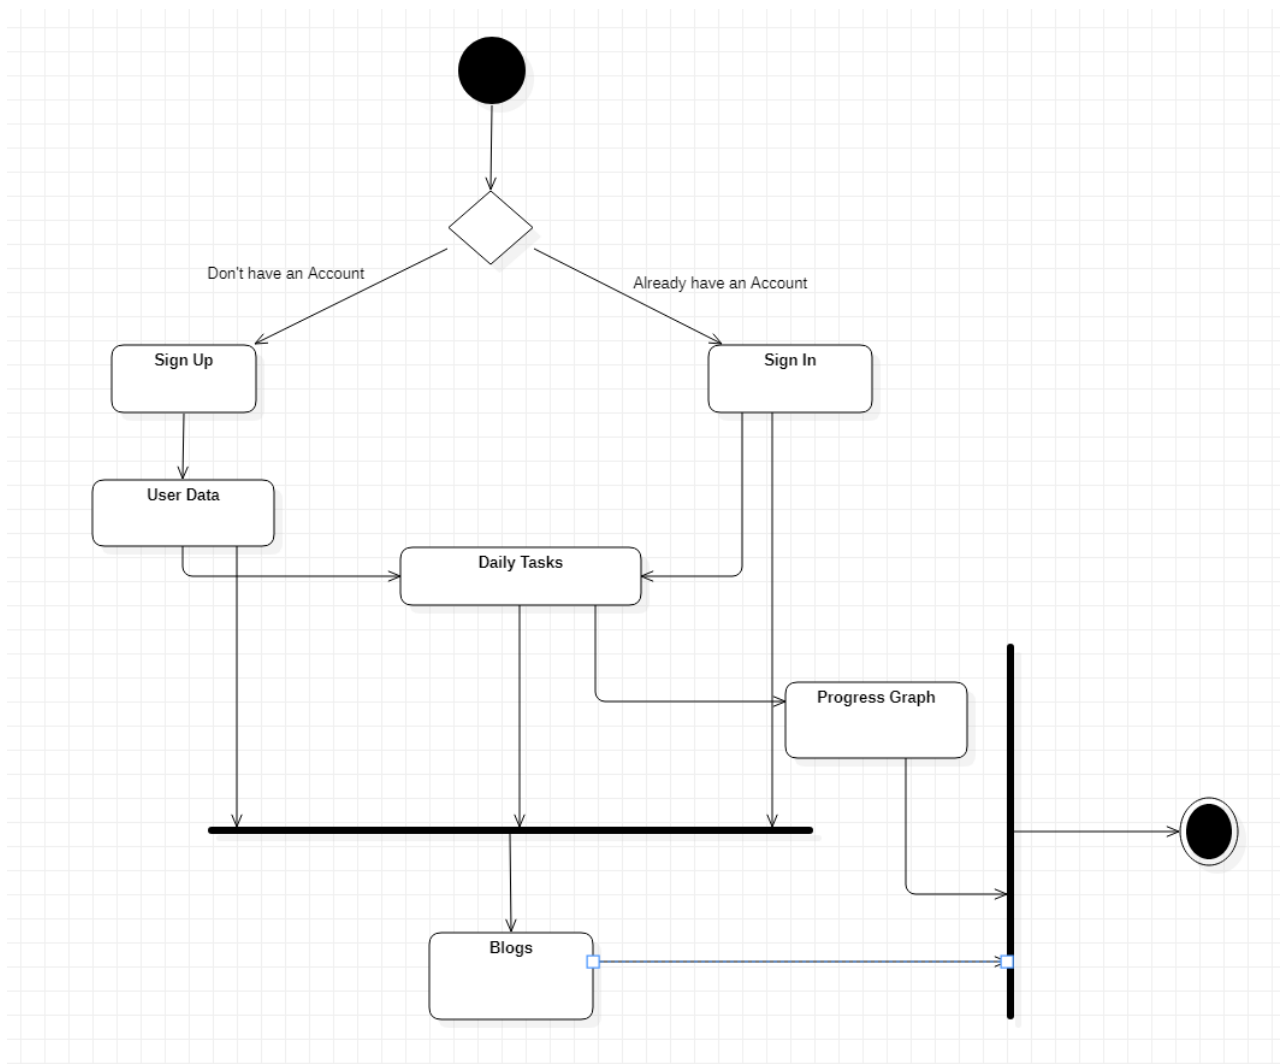 Don't have an Account
Already have an Account
Sign Up
Sign In
User Data
Daily Tasks
Progress Graph
Blogs